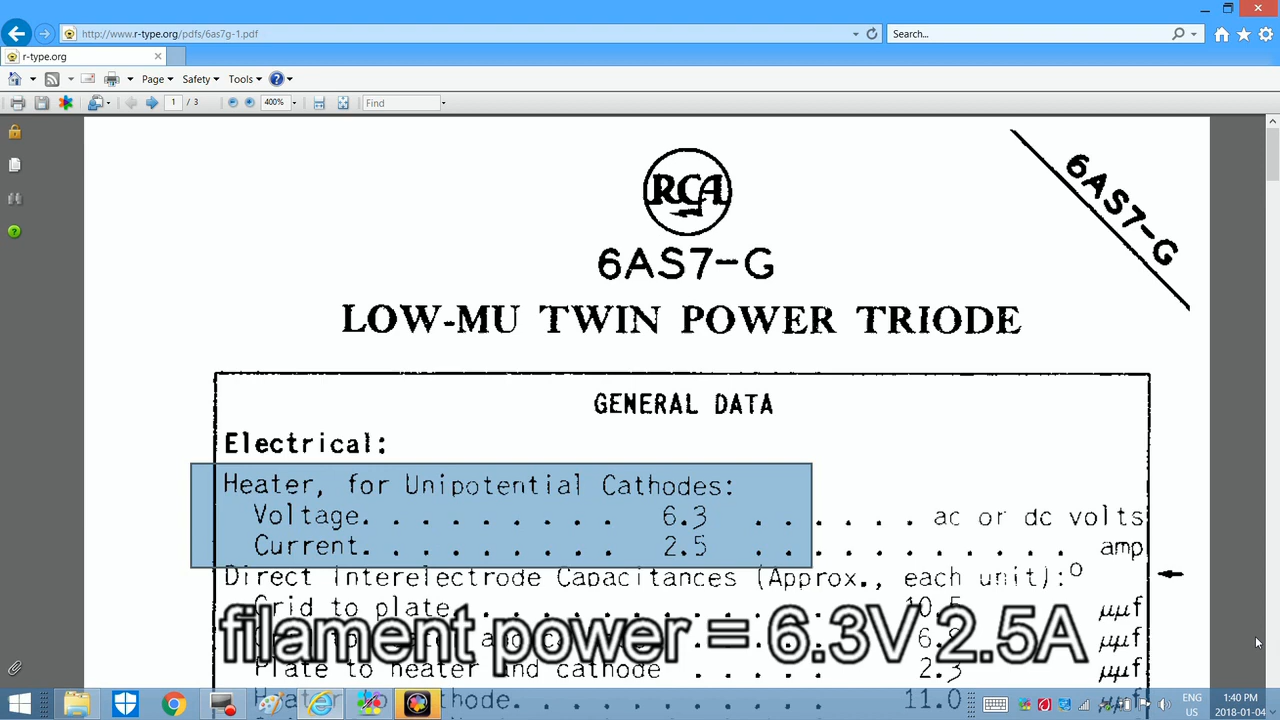 http://www.r-type.org/pdfs/6as7g-1.pdf
Search...
r-type.org
Page
Safety
Tools
1 / 3
400%
Find
6AS7-G
RCA
6AS7-G
LOW-MU TWIN POWER TRIODE
GENERAL DATA
Electrical:
Heater, for Unipotential Cathodes:
Voltage. . . . . . . . . 6.3 . . . . . . ac or dc volts
Current. . . . . . . . . 2.5 . . . . . . . . . . . amp
Direct Interelectrode Capacitances (Approx., each unit):°
Grid to plate. 10.5 μμf
filament power = 6.3V 2.5A
μμf
Plate to heater and cathode . . . . . 2.3 μμf
11.0
ENG
US
1:40 PM
2018-01-04